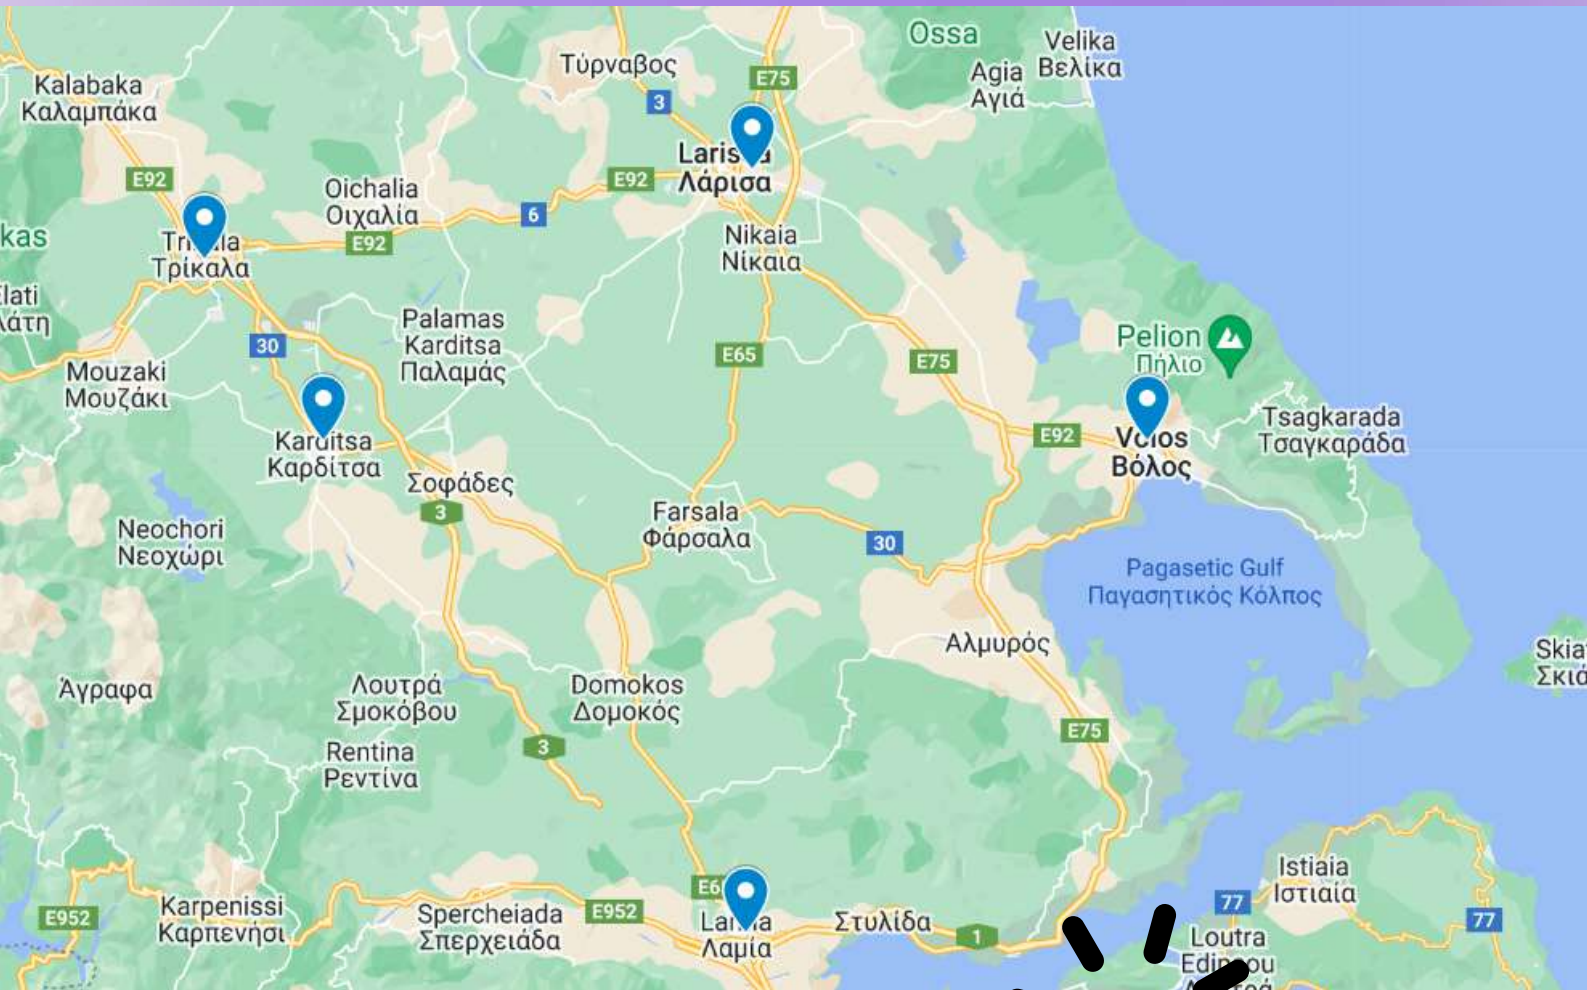 Ossa
Velika
Βελίκα
Agia
Αγιά
Τύρναβος
E75
3
Kalabaka
Καλαμπάκα
Λάρισα
E92
E92
Oichalia
Οιχαλία
6
E92
kas
Τρίκαλα
Nikaia
Νίκαια
Palamas
Karditsa
Παλαμάς
30
E65
E75
Pelion
Πήλιο
Mouzaki
Μουζάκι
Tsagkarada
Τσαγκαράδα
E92
Βόλος
Καρδίτσα
Σοφάδες
3
Farsala
Φάρσαλα
30
Neochori
Νεοχώρι
Pagasetic Gulf
Παγασητικός Κόλπος
Αλμυρός
Άγραφα
Λουτρά
Σμοκόβου
Domokos
Δομοκός
Rentina
Ρεντίνα
3
E75
Istiaia
Ιστιαία
77
77
E952
Karpenissi
Καρπενήσι
Spercheiada
Σπερχειάδα
E952
Λαμία
Στυλίδα
1
Loutra